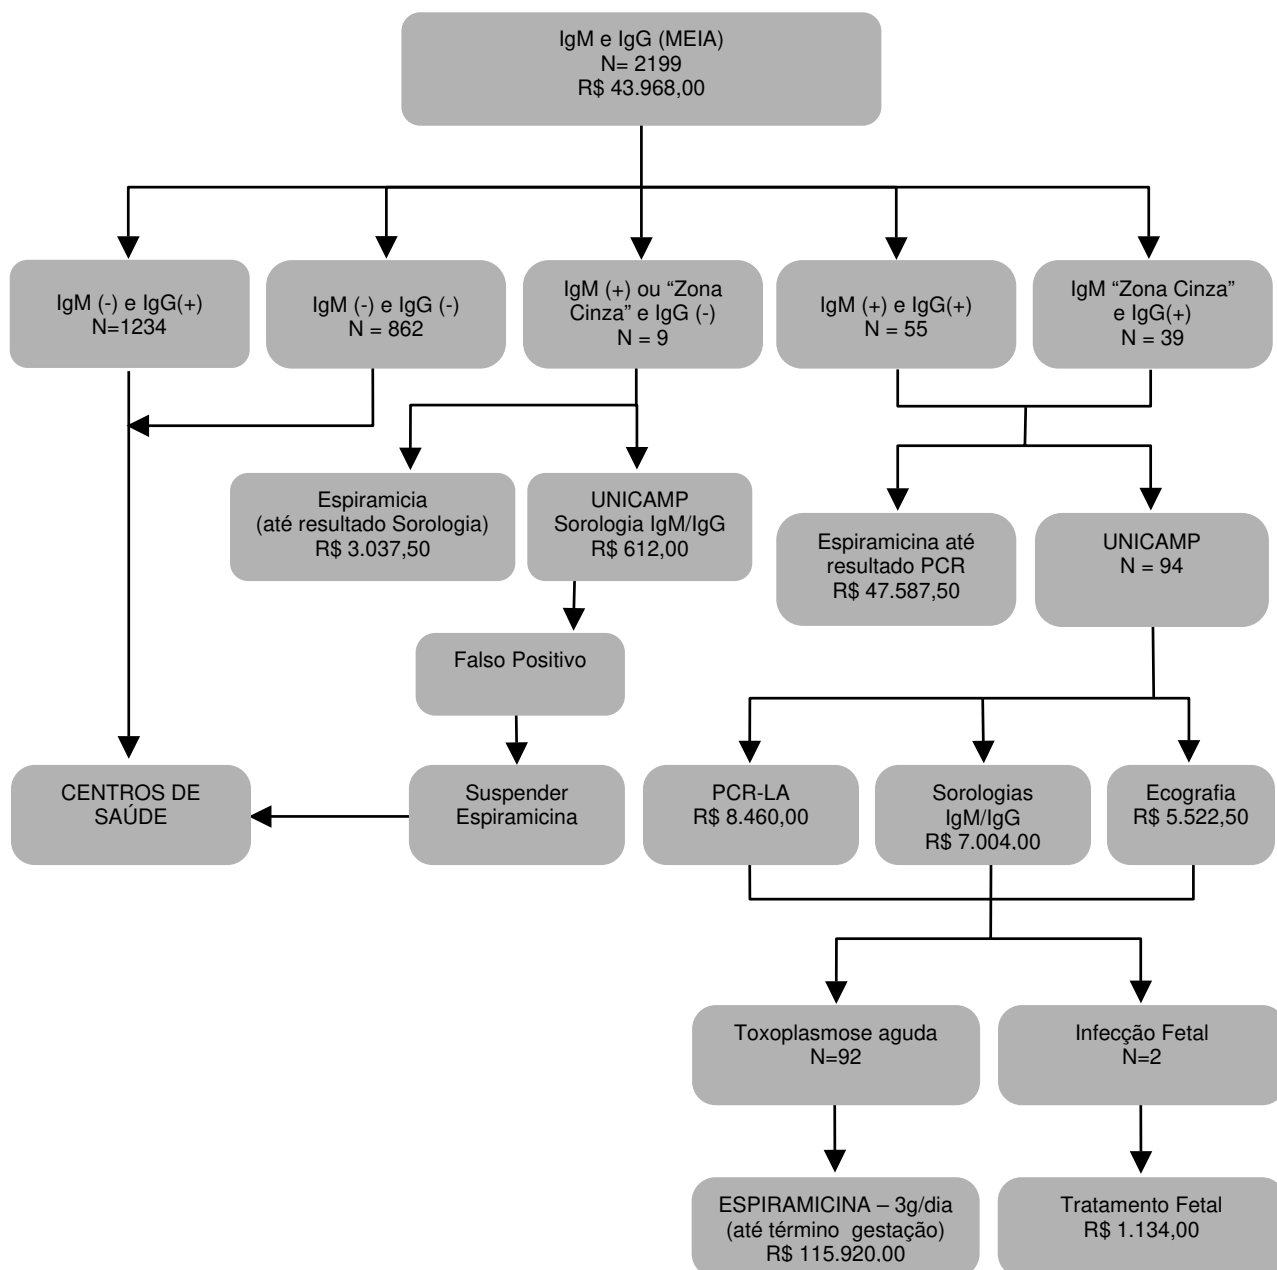 IgM e IgG (MEIA)
N= 2199
R$ 43.968,00
IgM (-) e IgG(+)
N=1234
IgM (-) e IgG (-)
N = 862
IgM (+) ou “Zona
Cinza” e IgG (-)
N = 9
IgM (+) e IgG(+)
N = 55
IgM “Zona Cinza”
e IgG(+)
N = 39
Espiramicia
(até resultado Sorologia)
R$ 3.037,50
UNICAMP
Sorologia IgM/IgG
R$ 612,00
Espiramicina até
resultado PCR
R$ 47.587,50
UNICAMP
N = 94
Falso Positivo
CENTROS DE
SAÚDE
Suspender
Espiramicina
PCR-LA
R$ 8.460,00
Sorologias
IgM/IgG
R$ 7.004,00
Ecografia
R$ 5.522,50
Toxoplasmose aguda
N=92
Infecção Fetal
N=2
ESPIRAMICINA – 3g/dia
(até término gestação)
R$ 115.920,00
Tratamento Fetal
R$ 1.134,00